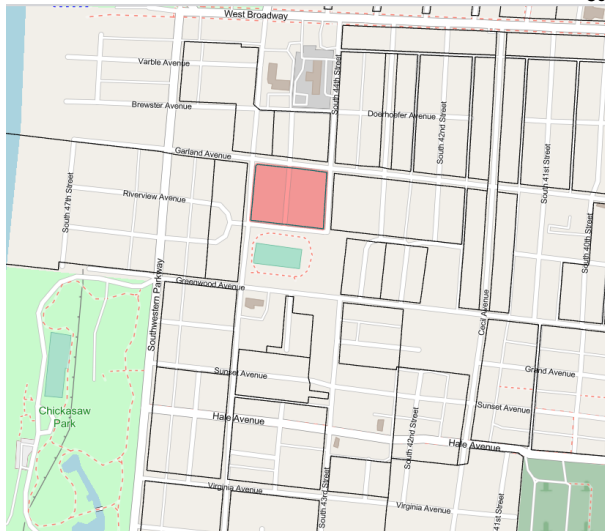 West Broadway
Varble Avenue
South 44th Street
Brewster Avenue
Doerhoefer Avenue
South 42nd Street
Garland Avenue
South 41st Street
South 47th Street
Riverview Avenue
South 40th Street
Greenwood Avenue
Southwestern Parkway
Cecil Avenue
Sunset Avenue
Grand Avenue
Chickasaw
Park
Hale Avenue
Sunset Avenue
South 42nd Street
Hale Avenue
South 43rd Street
Virginia Avenue
Virginia Avenue
41st Street